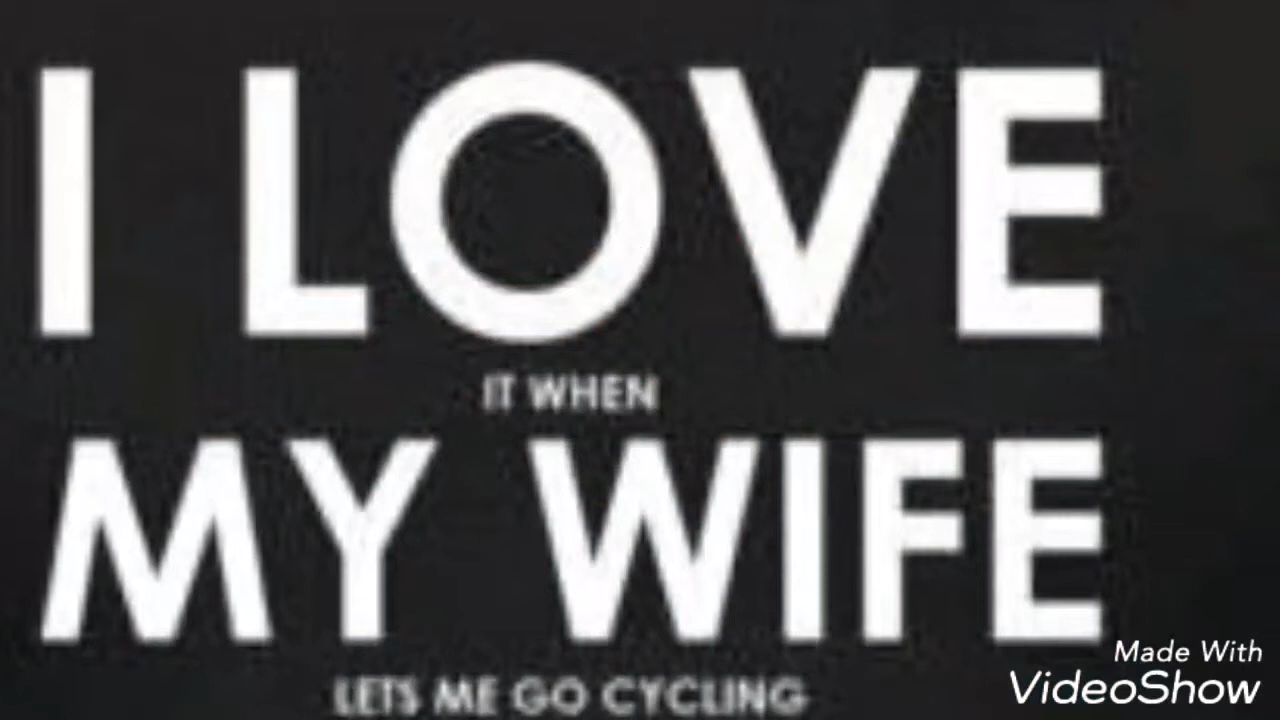 I LOVE
IT WHEN
MY WIFE
LETS ME GO CYCLING
Made With
VideoShow